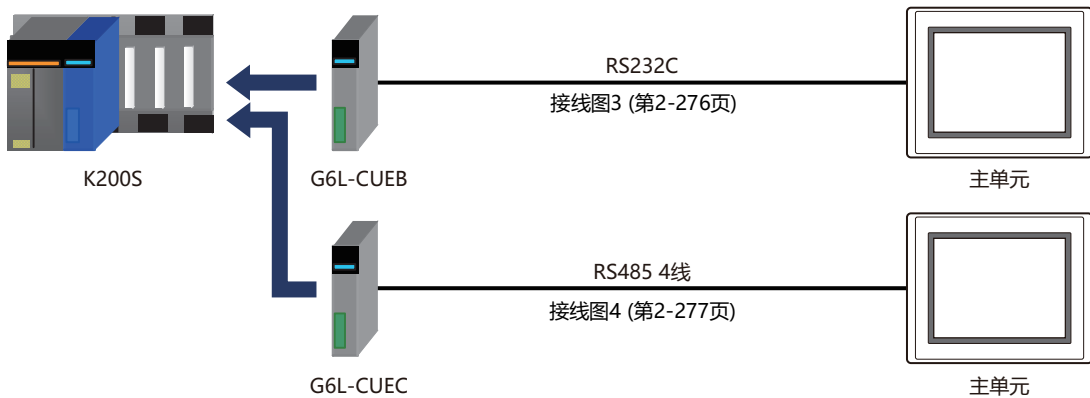 RS232C
接线图3 (第2-276页)
K200S
G6L-CUEB
主单元
RS485 4线
接线图4 (第2-277页)
G6L-CUEC
主单元